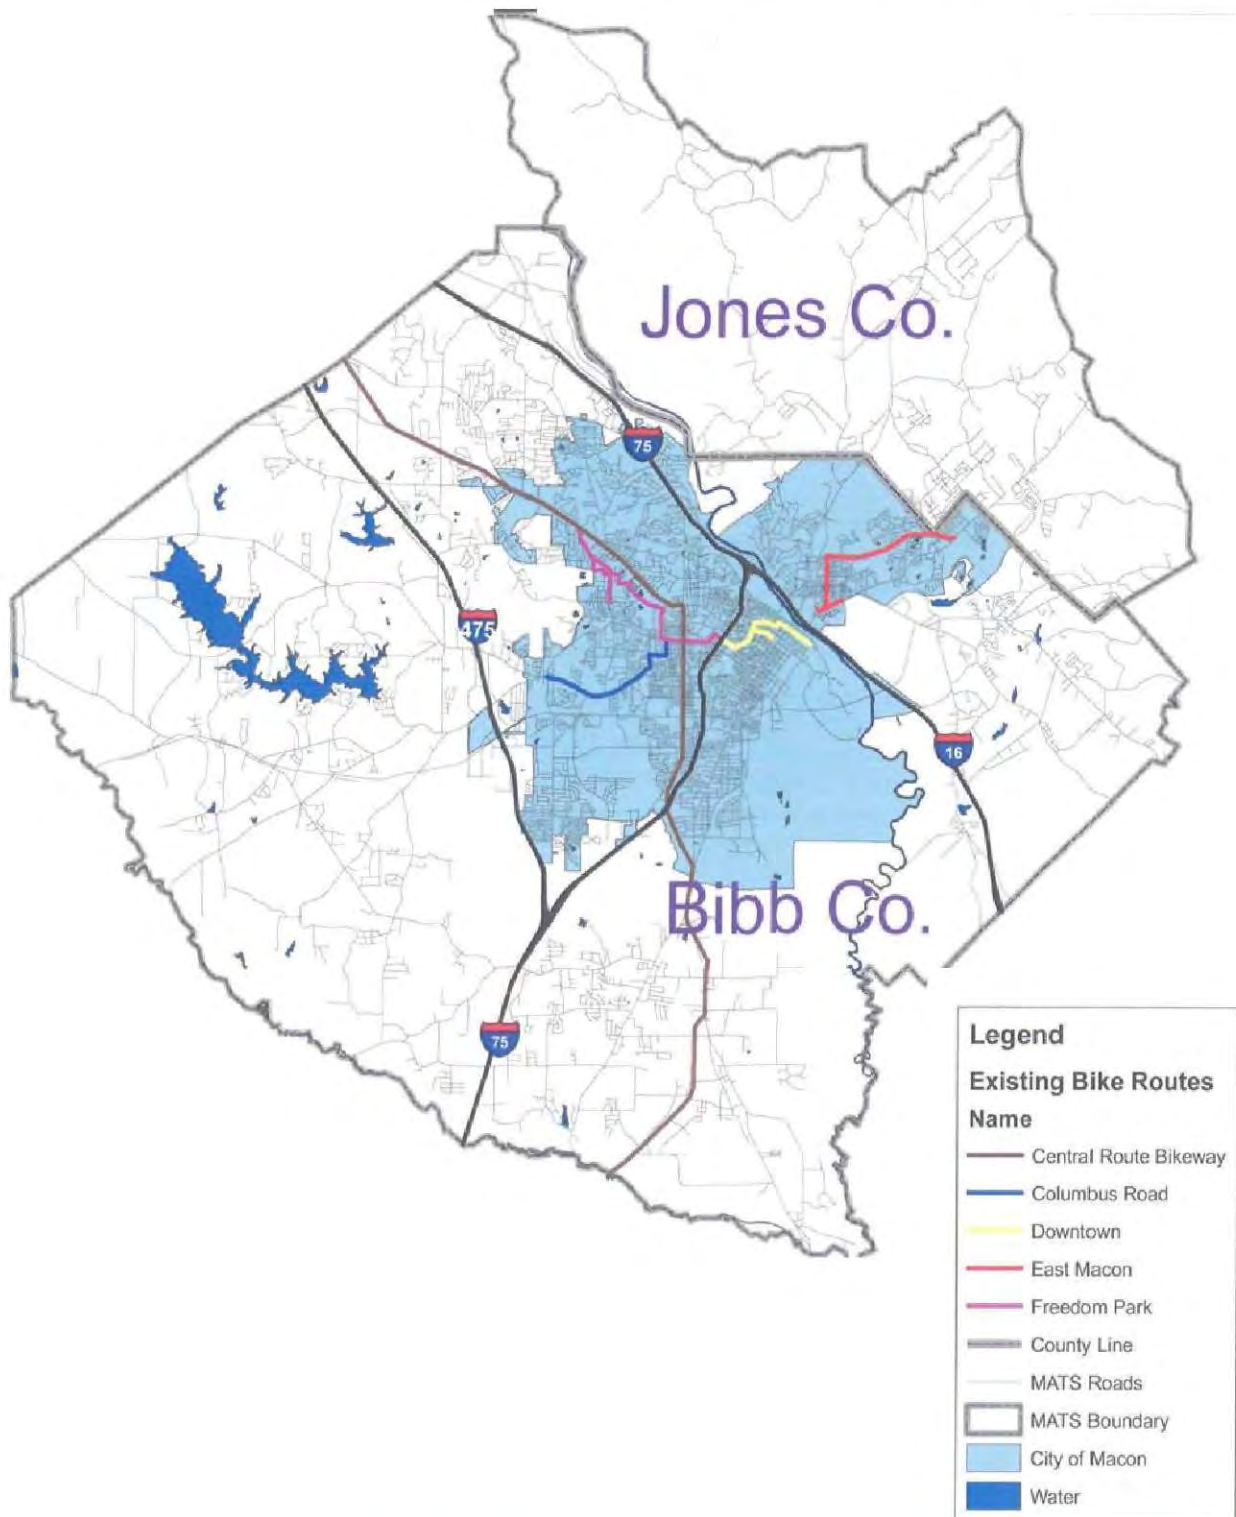 Jones Co.
75
475
16
Bibb Co.
75
Legend
Existing Bike Routes
Name
Central Route Bikeway
Columbus Road
Downtown
East Macon
Freedom Park
County Line
MATS Roads
MATS Boundary
City of Macon
Water